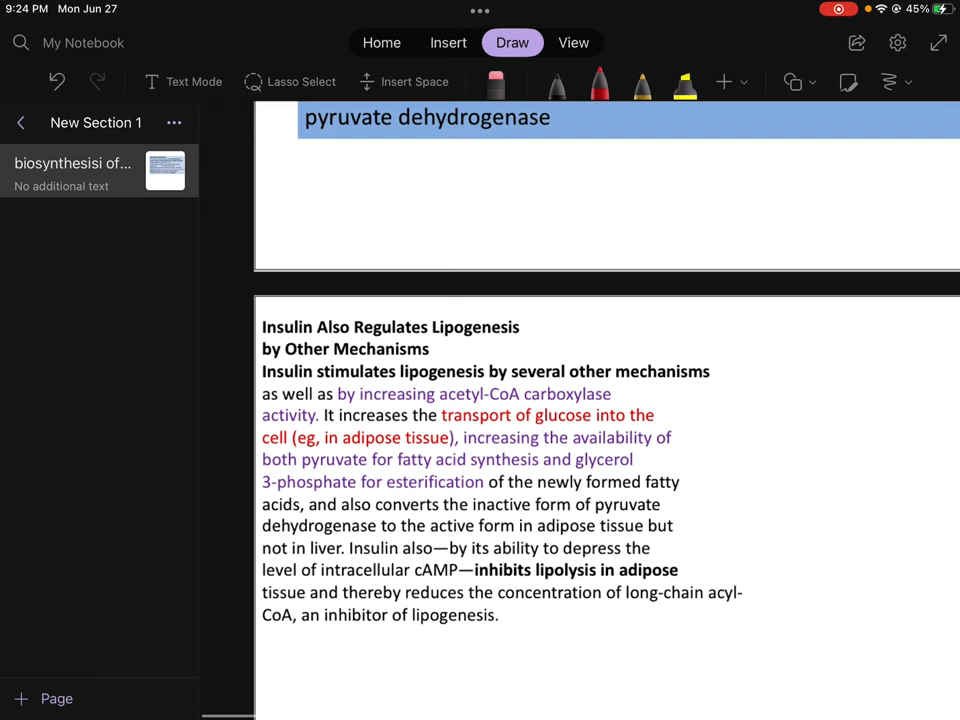 9:24 PM Mon Jun 27
45%
My Notebook
Home
Insert
Draw
View
Text Mode
Lasso Select
Insert Space
New Section 1
biosynthesisi of...
No additional text
pyruvate dehydrogenase
Insulin Also Regulates Lipogenesis
by Other Mechanisms
Insulin stimulates lipogenesis by several other mechanisms
as well as by increasing acetyl-CoA carboxylase
activity. It increases the transport of glucose into the
cell (eg, in adipose tissue), increasing the availability of
both pyruvate for fatty acid synthesis and glycerol
3-phosphate for esterification of the newly formed fatty
acids, and also converts the inactive form of pyruvate
dehydrogenase to the active form in adipose tissue but
not in liver. Insulin also—by its ability to depress the
level of intracellular cAMP—inhibits lipolysis in adipose
tissue and thereby reduces the concentration of long-chain acyl-
CoA, an inhibitor of lipogenesis.
Page